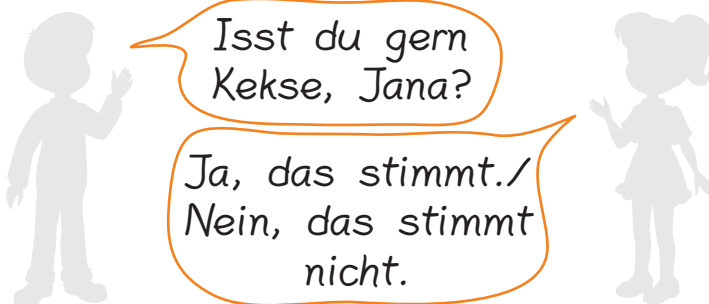 Isst du gern
Kekse, Jana?
Ja, das stimmt./
Nein, das stimmt
nicht.